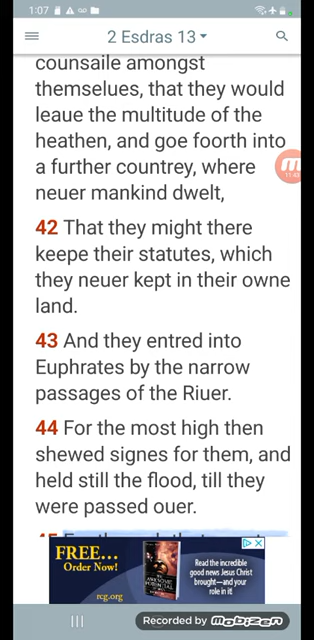 1:07
2 Esdras 13
counsaile amongst
themselues, that they would
leaue the multitude of the
heathen, and goe foorth into
a further countrey, where
neuer mankind dwelt,
11:43
42 That they might there
keepe their statutes, which
they neuer kept in their owne
land.
43 And they entred into
Euphrates by the narrow
passages of the Riuer.
44 For the most high then
shewed signes for them, and
held still the flood, till they
were passed ouer.
FREE...
Order Now!
rcg.org
Read the incredible
good news Jesus Christ
brought—and your
role in it!
Recorded by mobizen